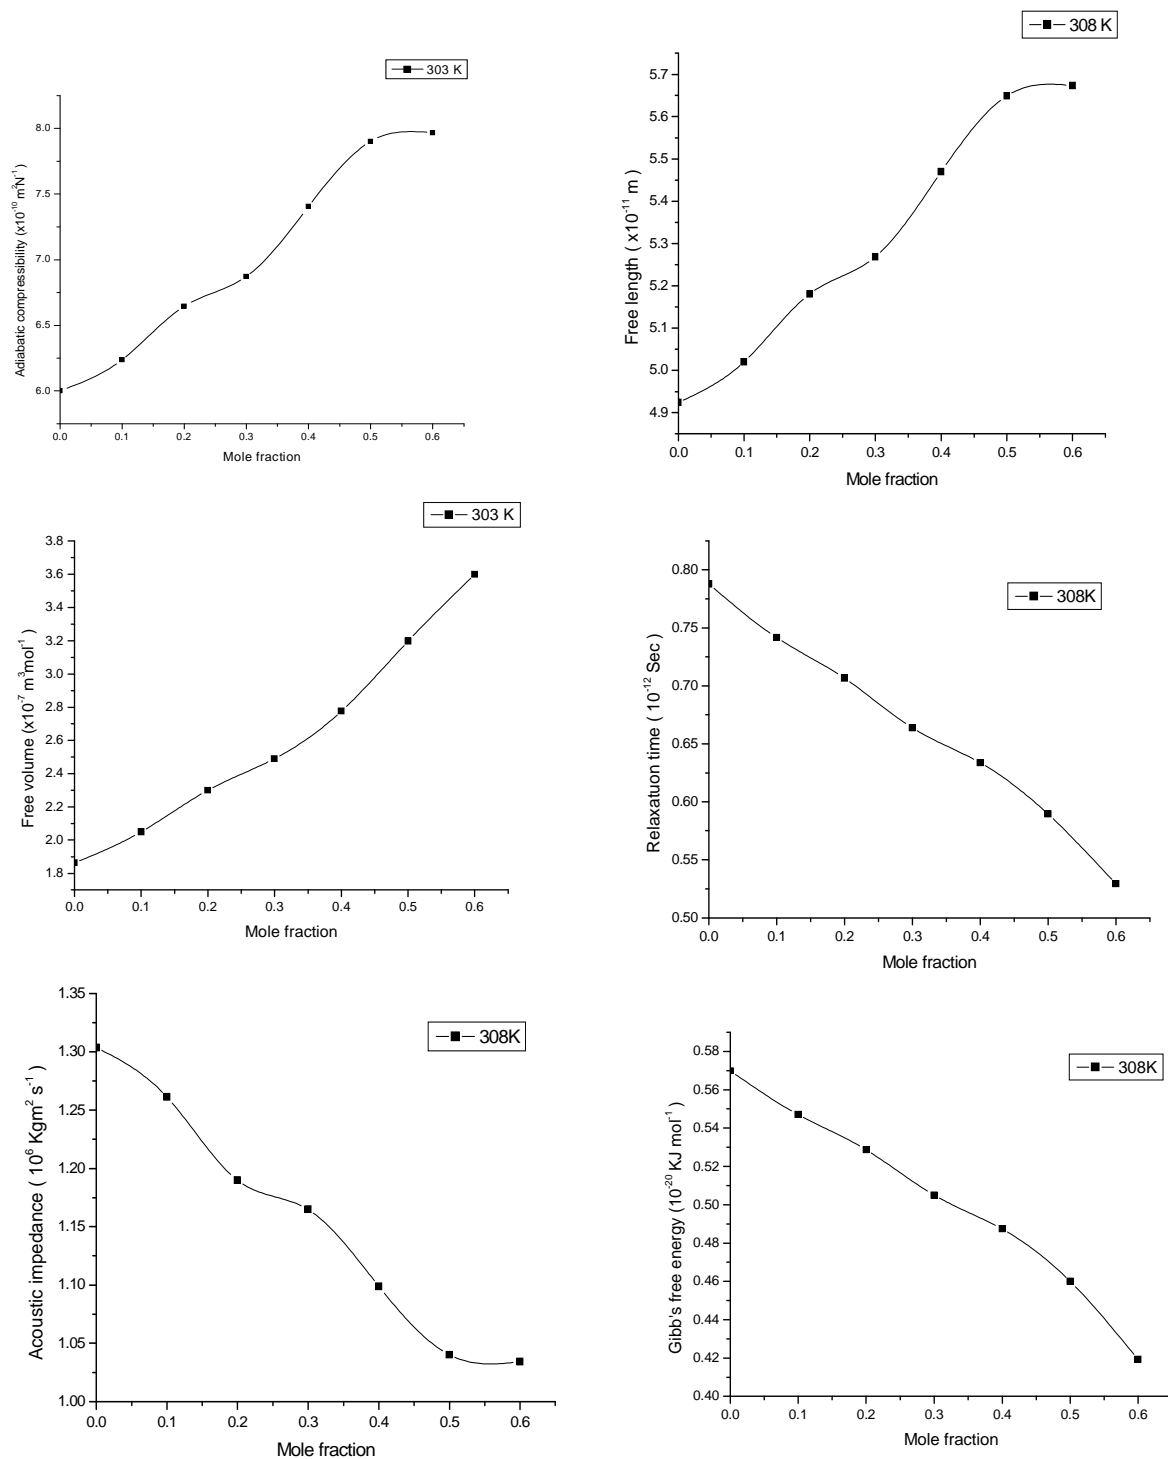 303 K
8.0
7.5
7.0
6.5
6.0
Adiabatic compressibility (x10⁻¹⁰ m²N⁻¹)
0.0 0.1 0.2 0.3 0.4 0.5 0.6
Mole fraction
308 K
5.7
5.6
5.5
5.4
5.3
5.2
5.1
5.0
4.9
Free length ( x10⁻¹¹ m )
0.0 0.1 0.2 0.3 0.4 0.5 0.6
Mole fraction
303 K
3.8
3.6
3.4
3.2
3.0
2.8
2.6
2.4
2.2
2.0
1.8
Free volume (x10⁻⁷ m³mol⁻¹ )
0.0 0.1 0.2 0.3 0.4 0.5 0.6
Mole fraction
308K
0.80
0.75
0.70
0.65
0.60
0.55
0.50
Relaxatuon time ( 10⁻¹² Sec )
0.0 0.1 0.2 0.3 0.4 0.5 0.6
Mole fraction
308K
1.35
1.30
1.25
1.20
1.15
1.10
1.05
1.00
Acoustic impedance ( 10⁶ Kgm² s⁻¹ )
0.0 0.1 0.2 0.3 0.4 0.5 0.6
Mole fraction
308K
0.58
0.56
0.54
0.52
0.50
0.48
0.46
0.44
0.42
0.40
Gibb's free energy (10⁻²⁰ KJ mol⁻¹ )
0.0 0.1 0.2 0.3 0.4 0.5 0.6
Mole fraction